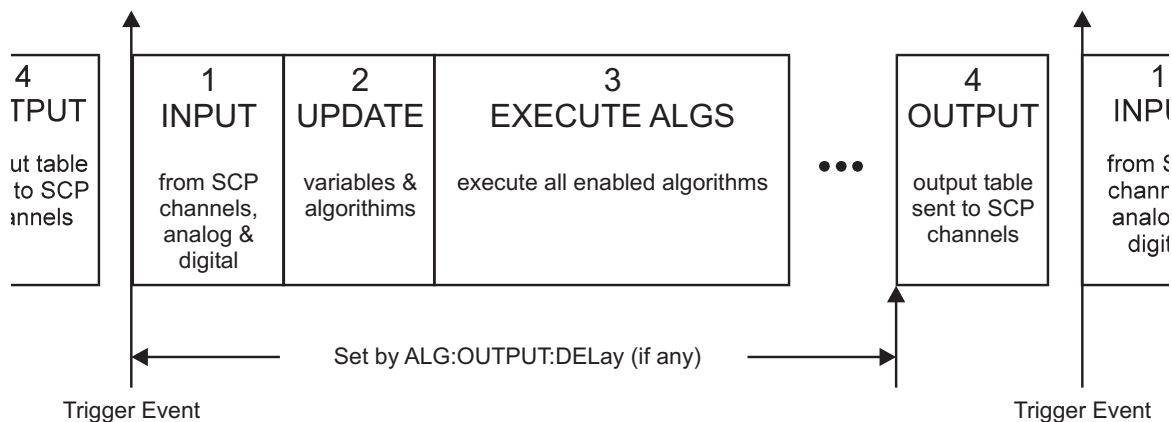 4
TPUT
ut table
to SCP
annels
1
INPUT
from SCP
channels,
analog &
digital
2
UPDATE
variables &
algorithims
3
EXECUTE ALGS
execute all enabled algorithms
•••
4
OUTPUT
output table
sent to SCP
channels
1
INPU
from S
chann
analo
digit
Set by ALG:OUTPUT:DELay (if any)
Trigger Event
Trigger Event